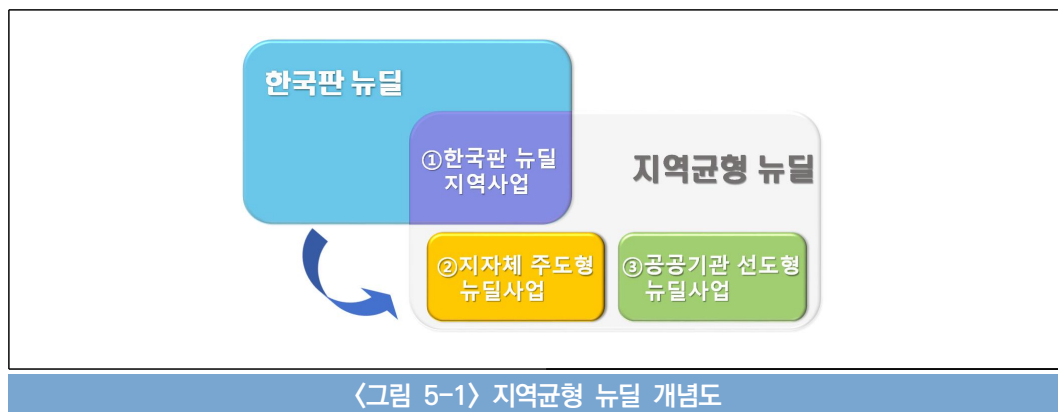 한국판 뉴딜
①한국판 뉴딜
지역사업
지역균형 뉴딜
②지자체 주도형
뉴딜사업
③공공기관 선도형
뉴딜사업
〈그림 5-1〉 지역균형 뉴딜 개념도